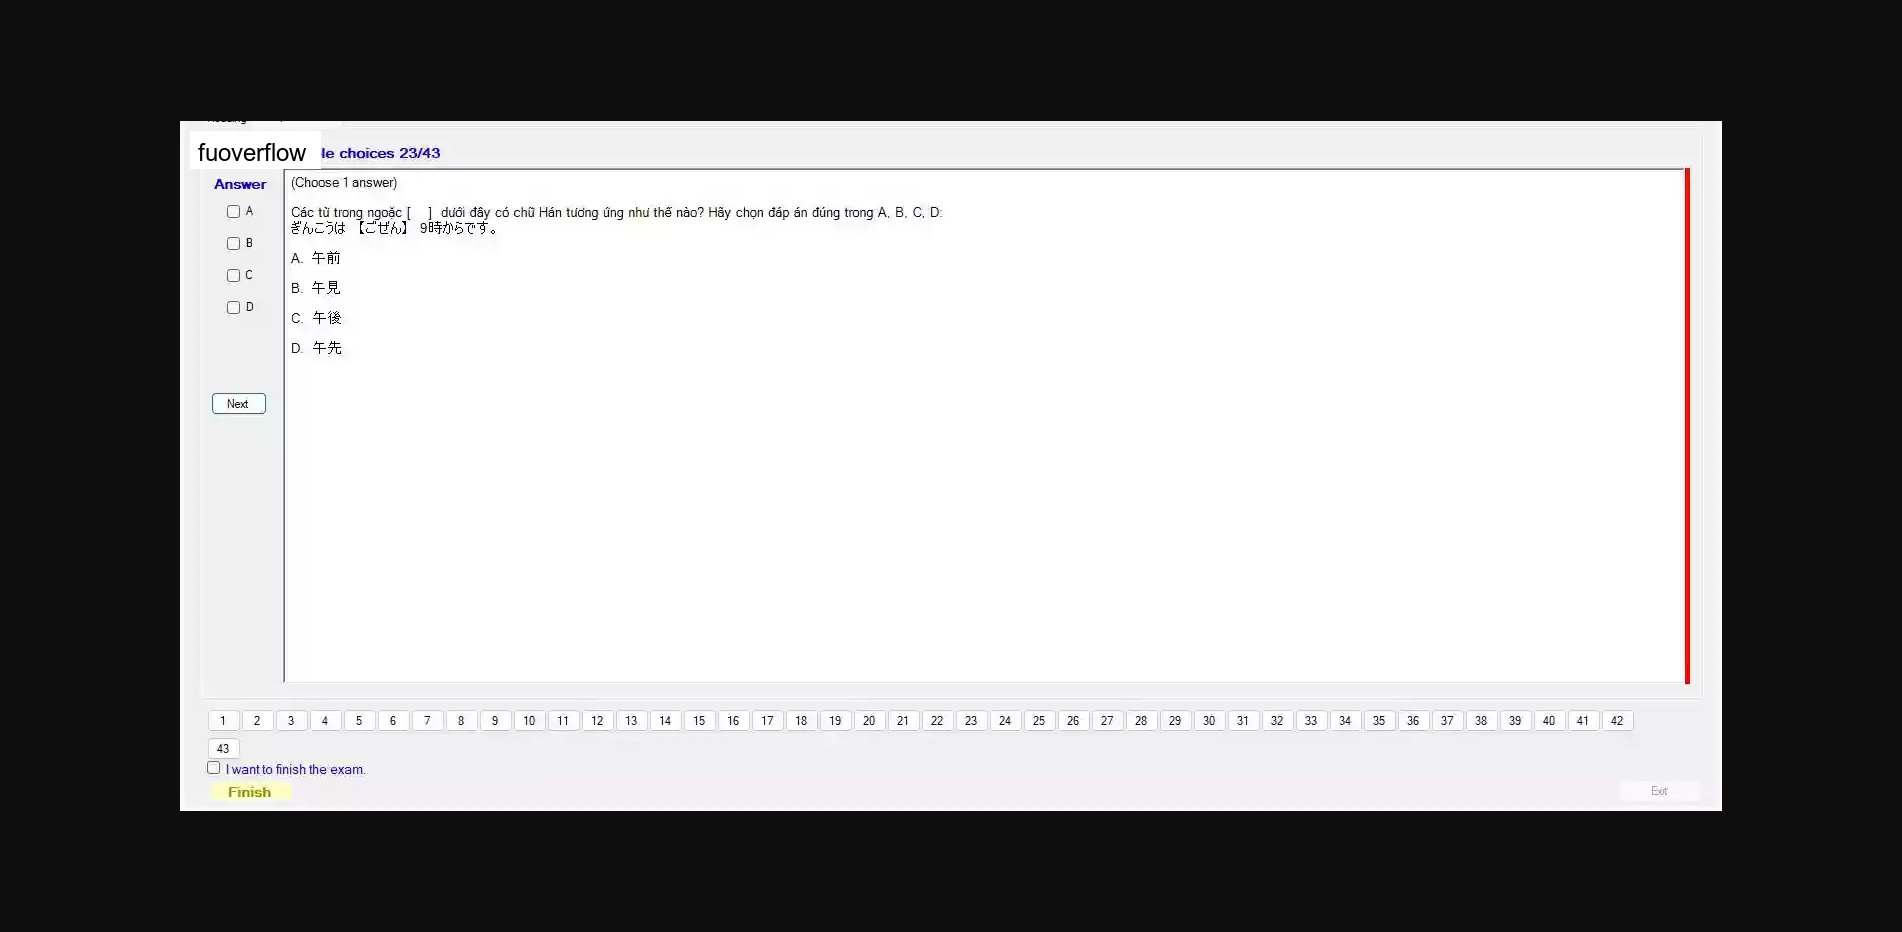 fuoverflow
le choices 23/43
Answer
(Choose 1 answer)
A
B
C
D
Các từ trong ngoặc [    ]  dưới đây có chữ Hán tương ứng như thế nào? Hãy chọn đáp án đúng trong A, B, C, D:
ぎんこうは 【ごぜん】 9時からです。
A. 午前
B. 午見
C. 午後
D. 午先
Next
1 2 3 4 5 6 7 8 9 10 11 12 13 14 15 16 17 18 19 20 21 22 23 24 25 26 27 28 29 30 31 32 33 34 35 36 37 38 39 40 41 42
43
I want to finish the exam.
Finish
Exit